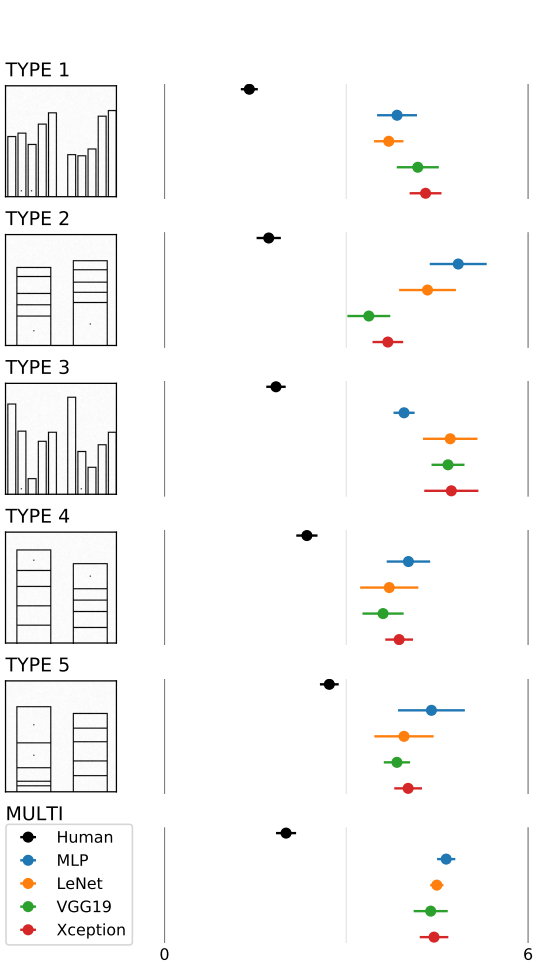 TYPE 1
TYPE 2
TYPE 3
TYPE 4
TYPE 5
MULTI
Human
MLP
LeNet
VGG19
Xception
0 6